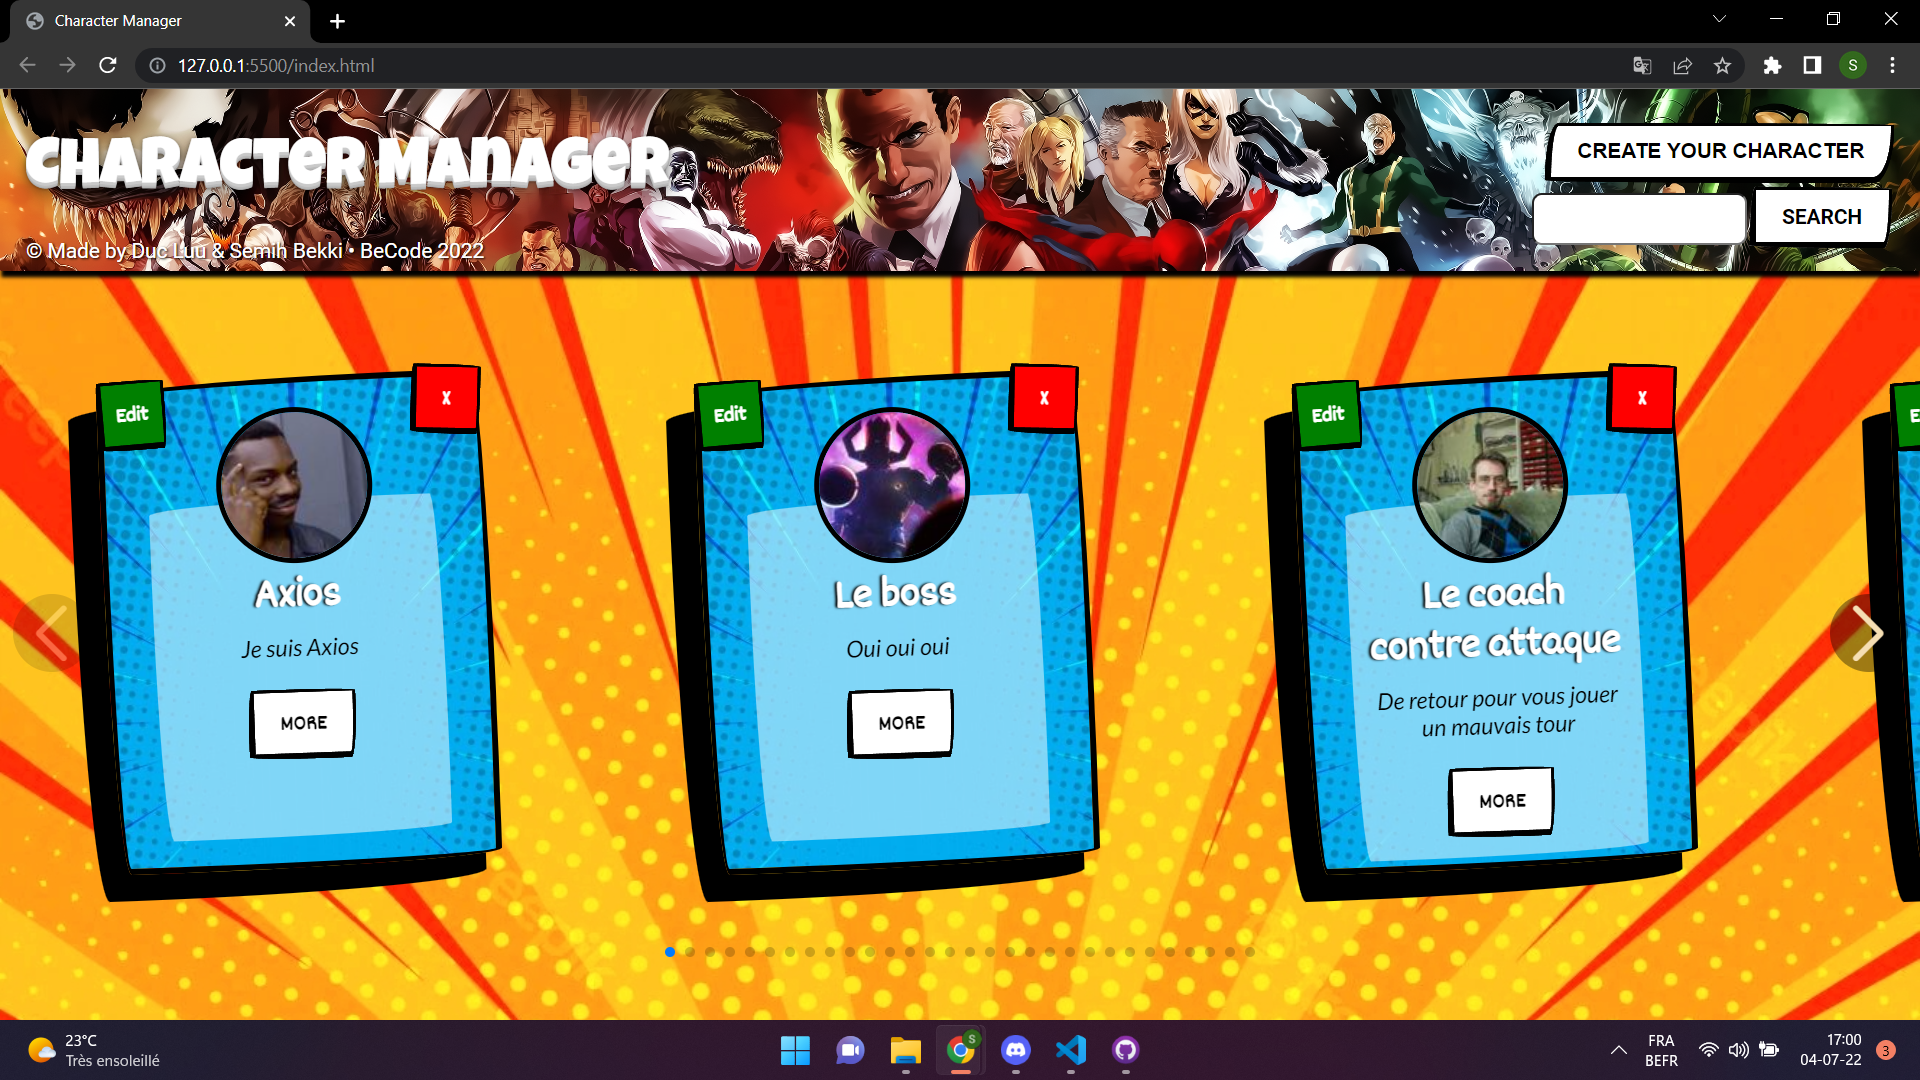 Character Manager
127.0.0.1:5500/index.html
S
CHARACTER MANAGER
CREATE YOUR CHARACTER
SEARCH
© Made by Duc Luu & Semih Bekki • BeCode 2022
Edit
X
Edit
X
Edit
X
E
Axios
Je suis Axios
MORE
Le boss
Oui oui oui
MORE
Le coach
contre attaque
De retour pour vous jouer
un mauvais tour
MORE
23°C
Très ensoleillé
S
FRA
BEFR
17:00
04-07-22
3